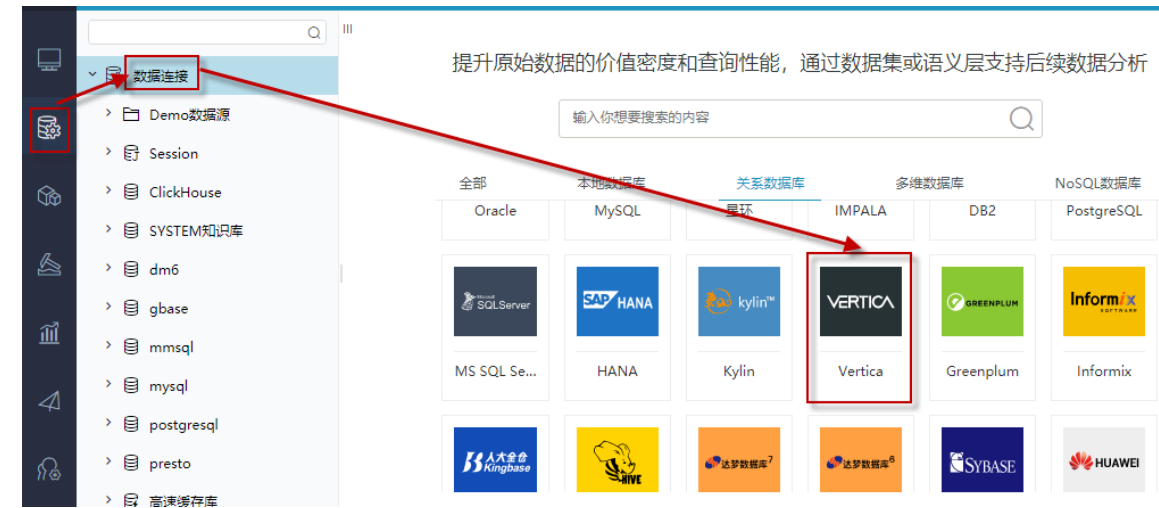 数据连接
Demo数据源
Session
ClickHouse
SYSTEM知识库
dm6
gbase
mmsql
mysql
postgresql
presto
高速缓存库
提升原始数据的价值密度和查询性能，通过数据集或语义层支持后续数据分析
输入你想要搜索的内容
全部 本地数据库 关系数据库 多维数据库 NoSQL数据库
Oracle MySQL 星环 IMPALA DB2 PostgreSQL
SQLServer SAP HANA kylin™ VERTICA GREENPLUM Informix
SOFTWARE
MS SQL Se... HANA Kylin Vertica Greenplum Informix
人大金仓
Kingbase HIVE 达梦数据库7 达梦数据库6 SYBASE HUAWEI